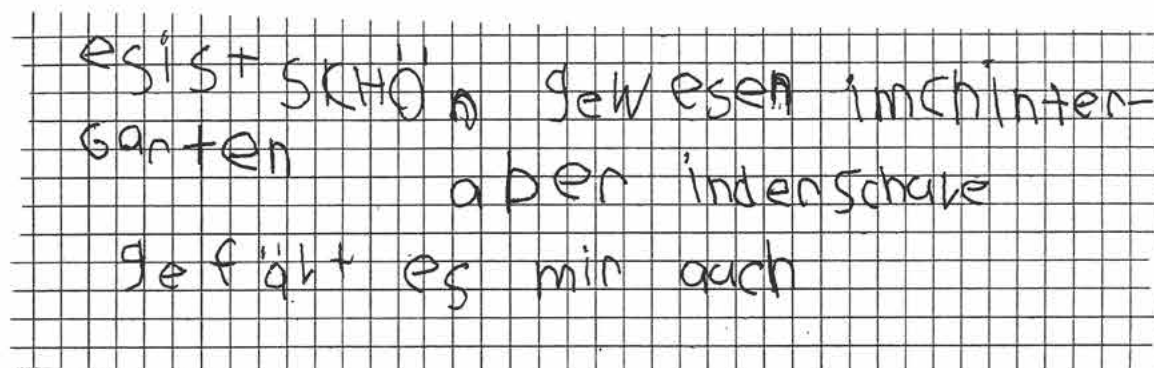 esist SCHÖn gewesen imchinter-
garten aber inderschule
gefält es mir auch